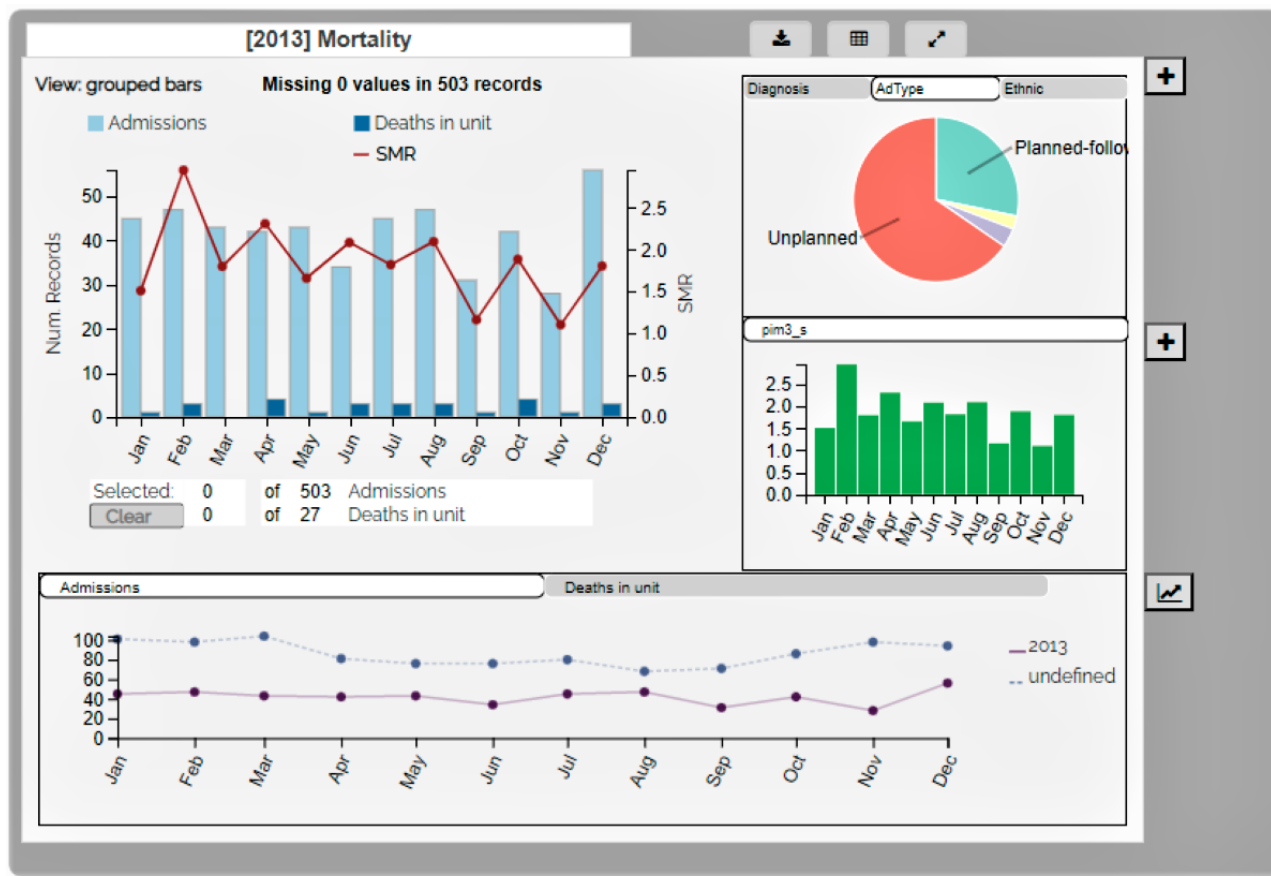 [2013] Mortality
View: grouped bars
Missing 0 values in 503 records
Admissions
Deaths in unit
SMR
Num. Records
50
40
30
20
10
0
2.5
2.0
1.5
1.0
0.5
0.0
SMR
Jan Feb Mar Apr May Jun Jul Aug Sep Oct Nov Dec
Selected: 0 of 503 Admissions
Clear 0 of 27 Deaths in unit
Diagnosis AdType Ethnic
Planned-follow
Unplanned
pim3_s
2.5
2.0
1.5
1.0
0.5
0.0
Jan Feb Mar Apr May Jun Jul Aug Sep Oct Nov Dec
Admissions Deaths in unit
100
80
60
40
20
0
Jan Feb Mar Apr May Jun Jul Aug Sep Oct Nov Dec
2013
undefined